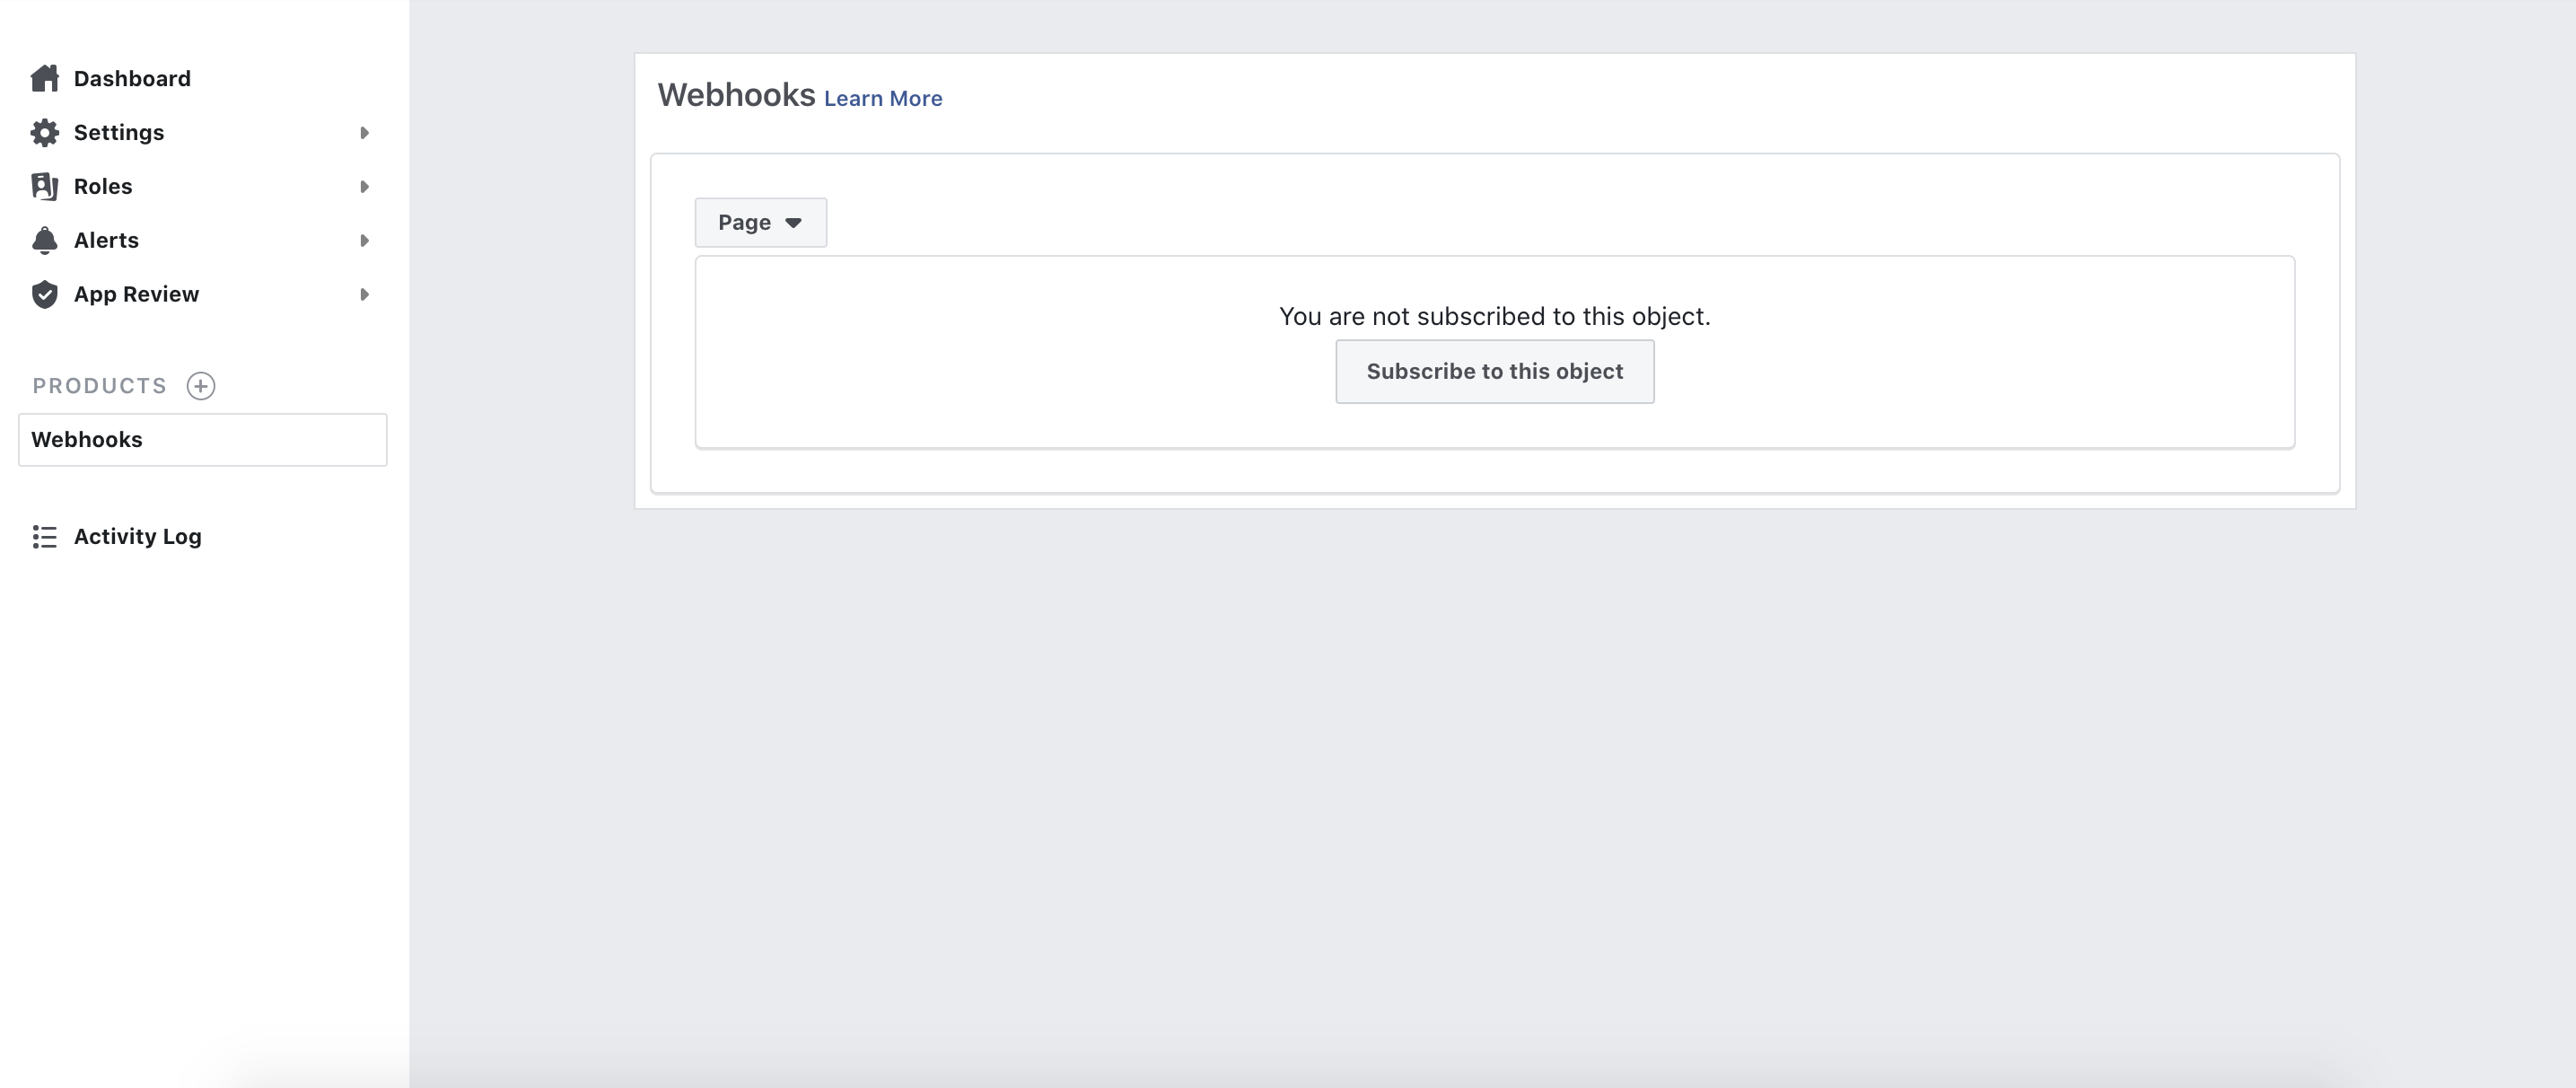 Dashboard
Settings
Roles
Alerts
App Review
PRODUCTS
Webhooks
Activity Log
Webhooks Learn More
Page
You are not subscribed to this object.
Subscribe to this object